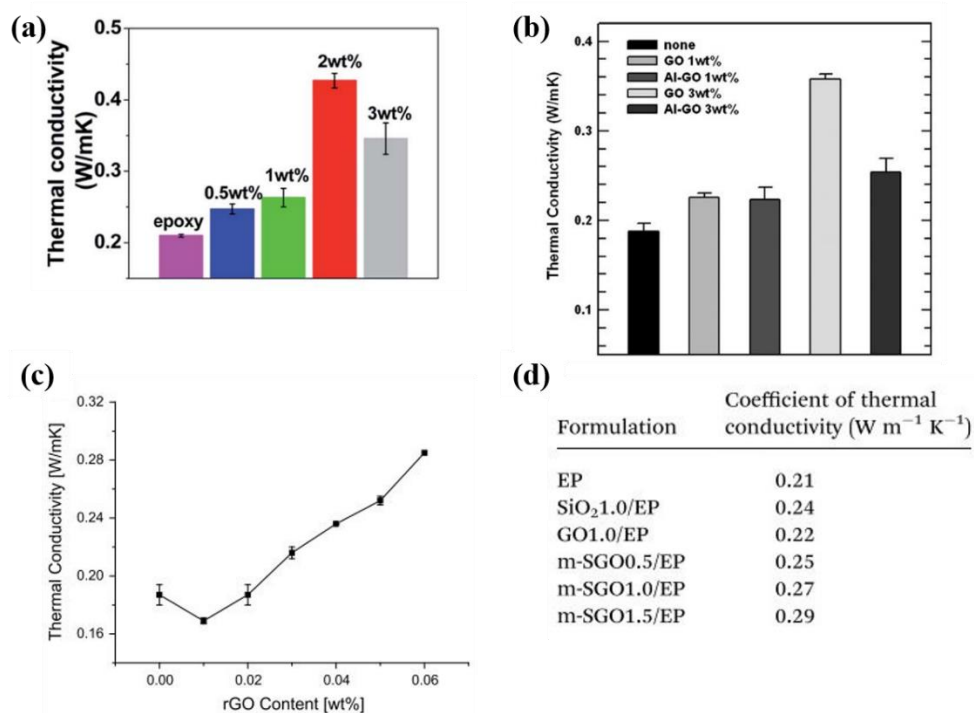 (a)
Thermal conductivity
(W/mK)
0.5
0.4
0.3
0.2
epoxy
0.5wt%
1wt%
2wt%
3wt%
(b)
Thermal Conductivity (W/mK)
0.4
0.3
0.2
0.1
none
GO 1wt%
Al-GO 1wt%
GO 3wt%
Al-GO 3wt%
(c)
Thermal Conductivity [W/mK]
0.32
0.28
0.24
0.20
0.16
0.00 0.02 0.04 0.06
rGO Content [wt%]
(d)
Coefficient of thermal
Formulation conductivity (W m⁻¹ K⁻¹)
EP 0.21
SiO₂1.0/EP 0.24
GO1.0/EP 0.22
m-SGO0.5/EP 0.25
m-SGO1.0/EP 0.27
m-SGO1.5/EP 0.29